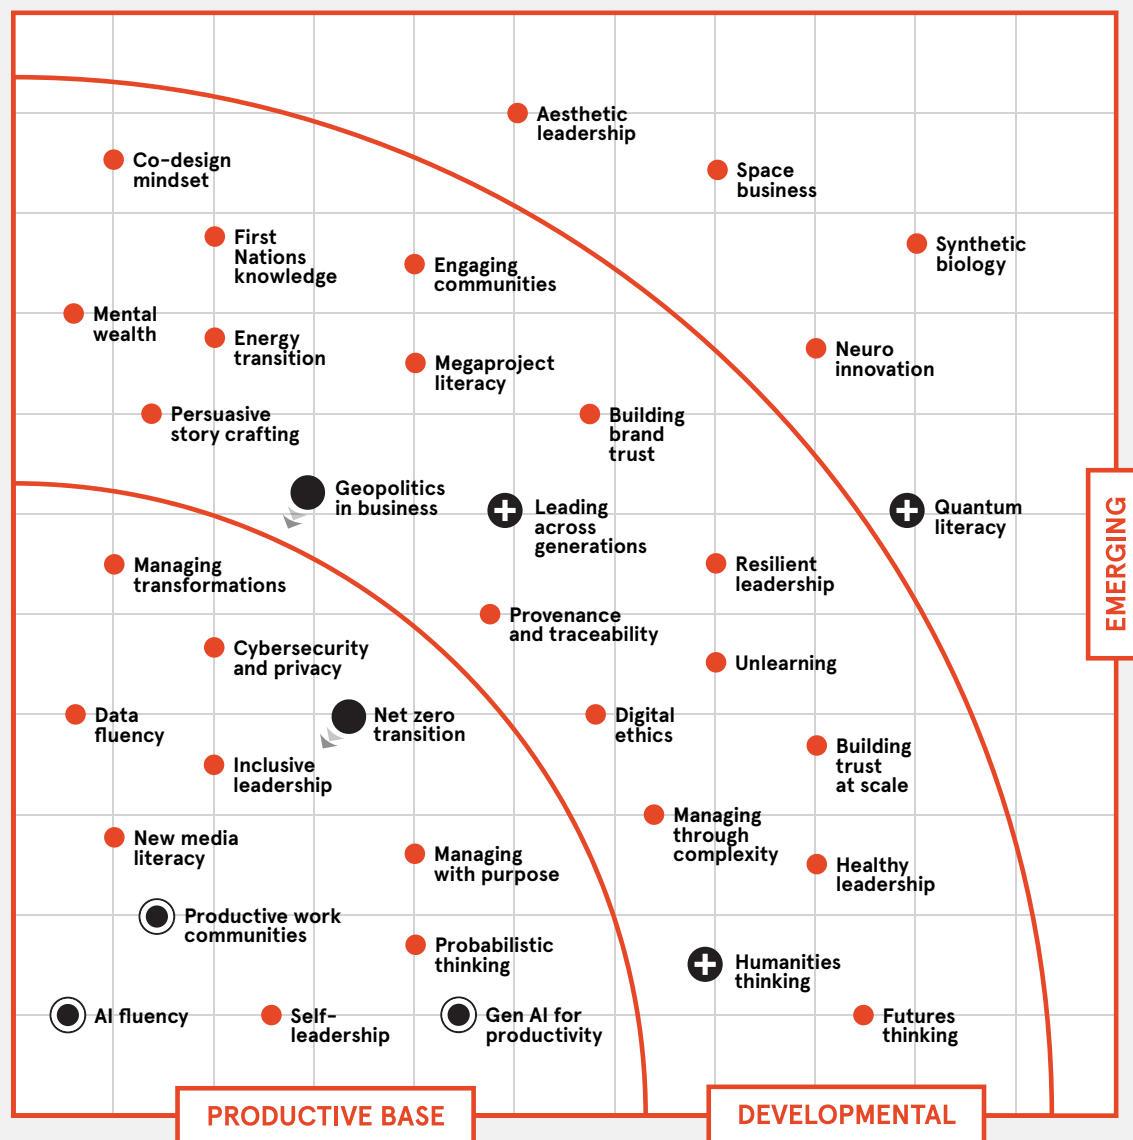 Aesthetic
leadership
Co-design
mindset
Space
business
First
Nations
knowledge
Synthetic
biology
Engaging
communities
Mental
wealth
Energy
transition
Neuro
innovation
Megaproject
literacy
Persuasive
story crafting
Building
brand
trust
Geopolitics
in business
Leading
across
generations
Quantum
literacy
EMERGING
Managing
transformations
Resilient
leadership
Provenance
and traceability
Cybersecurity
and privacy
Unlearning
Data
fluency
Net zero
transition
Digital
ethics
Building
trust
at scale
Inclusive
leadership
Managing
through
complexity
New media
literacy
Managing
with purpose
Healthy
leadership
Productive work
communities
Probabilistic
thinking
Humanities
thinking
AI fluency
Self-
leadership
Gen AI for
productivity
Futures
thinking
PRODUCTIVE BASE
DEVELOPMENTAL